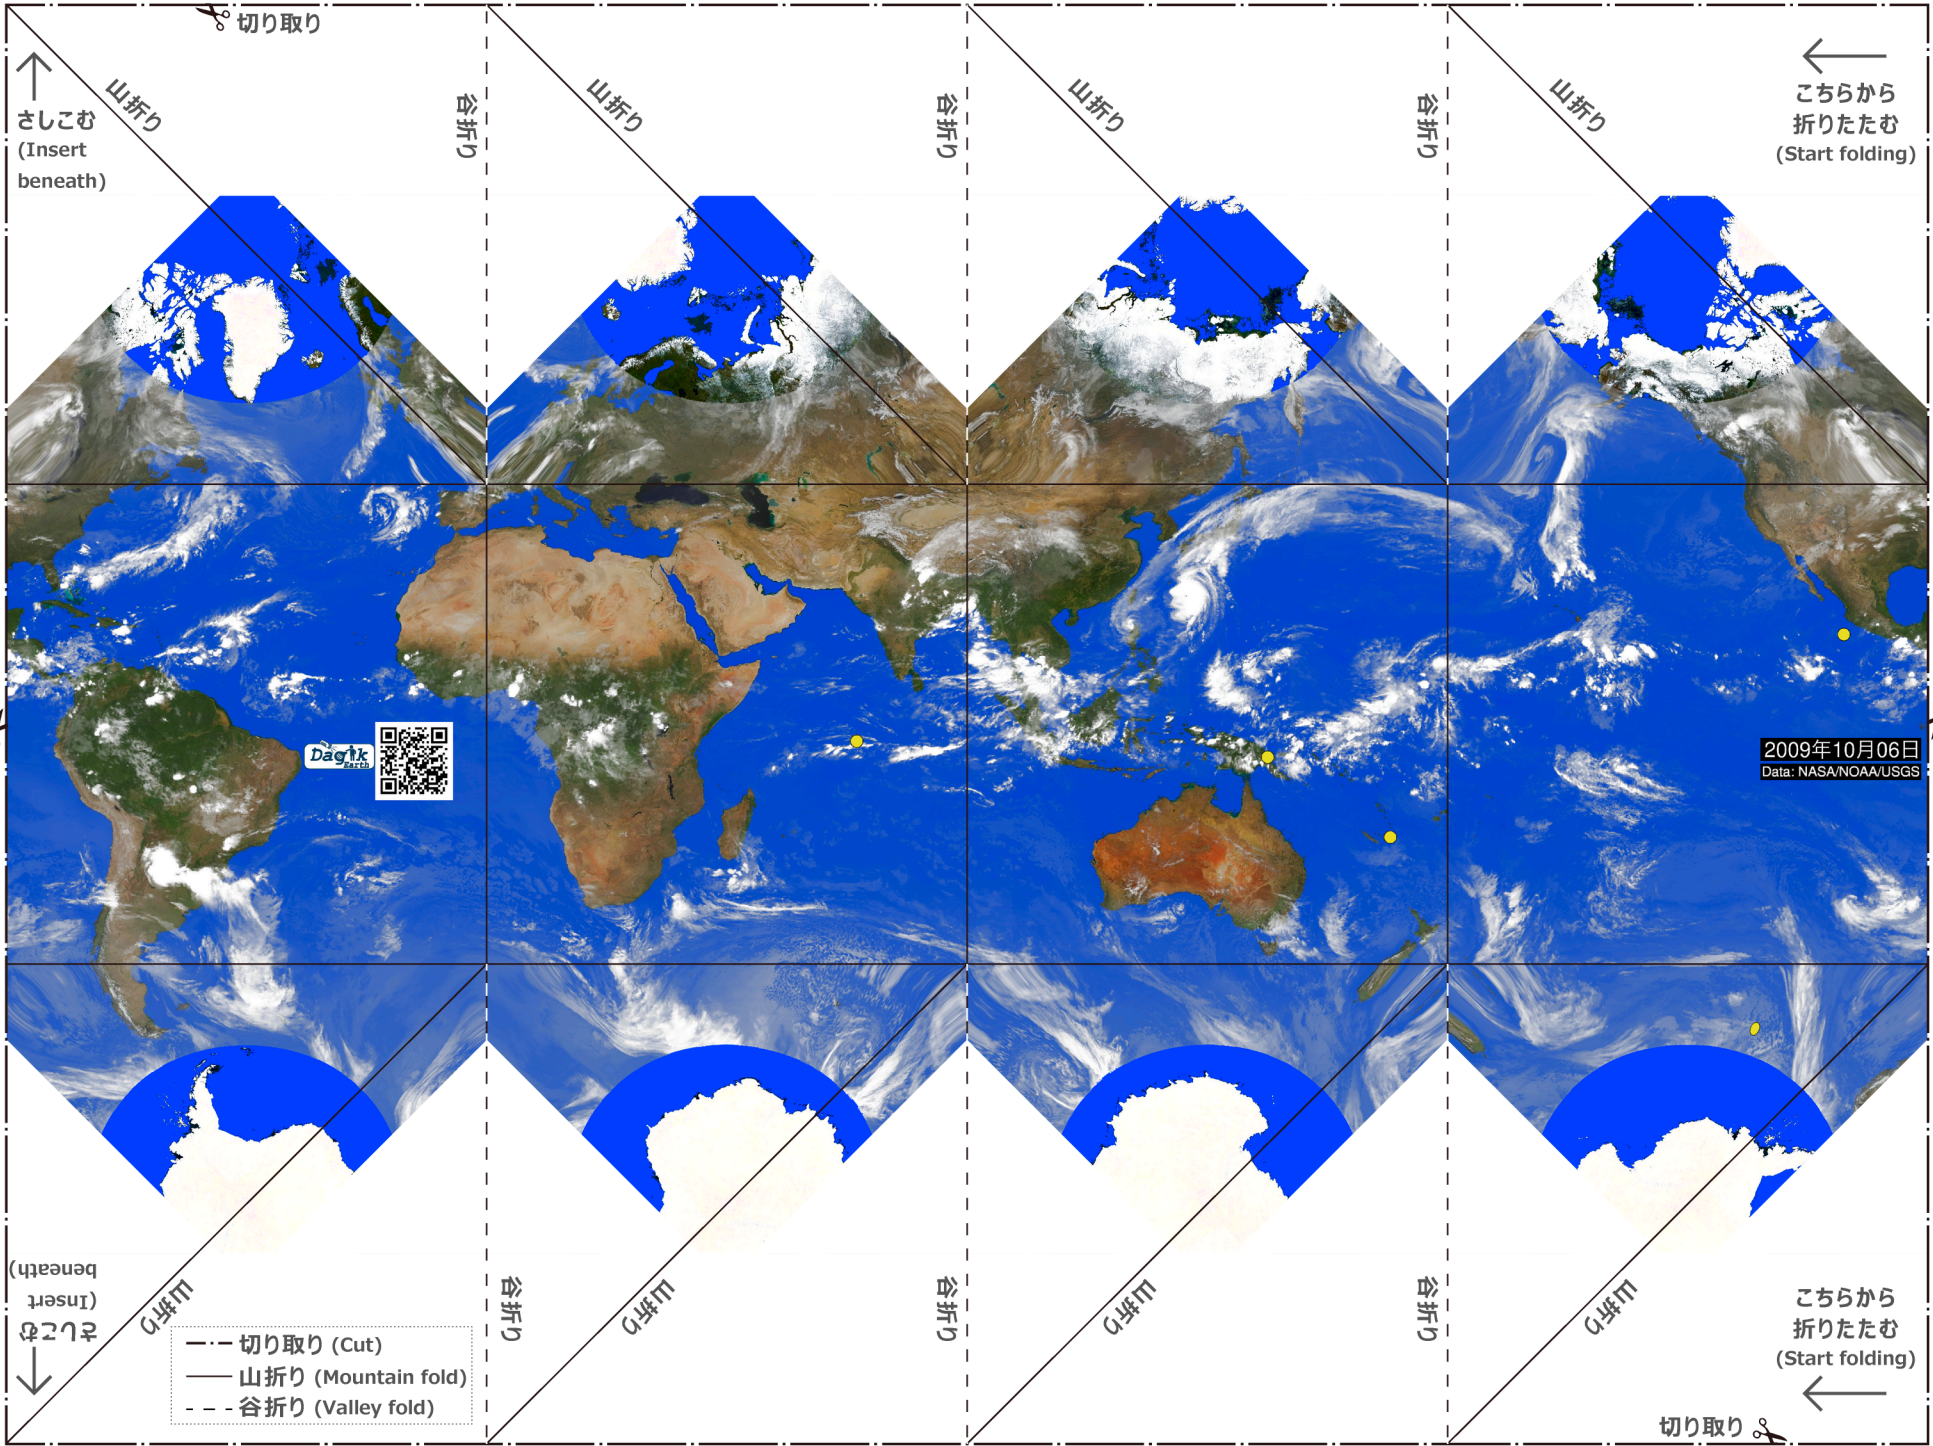 切り取り
さしこむ
(Insert
beneath)
山折り
谷折り
山折り
谷折り
山折り
谷折り
山折り
こちらから
折りたたむ
(Start folding)
Dagik
Earth
2009年10月06日
Data: NASA/NOAA/USGS
さしこむ
(Insert
beneath)
山折り
谷折り
山折り
谷折り
山折り
谷折り
山折り
こちらから
折りたたむ
(Start folding)
切り取り (Cut)
山折り (Mountain fold)
谷折り (Valley fold)
切り取り